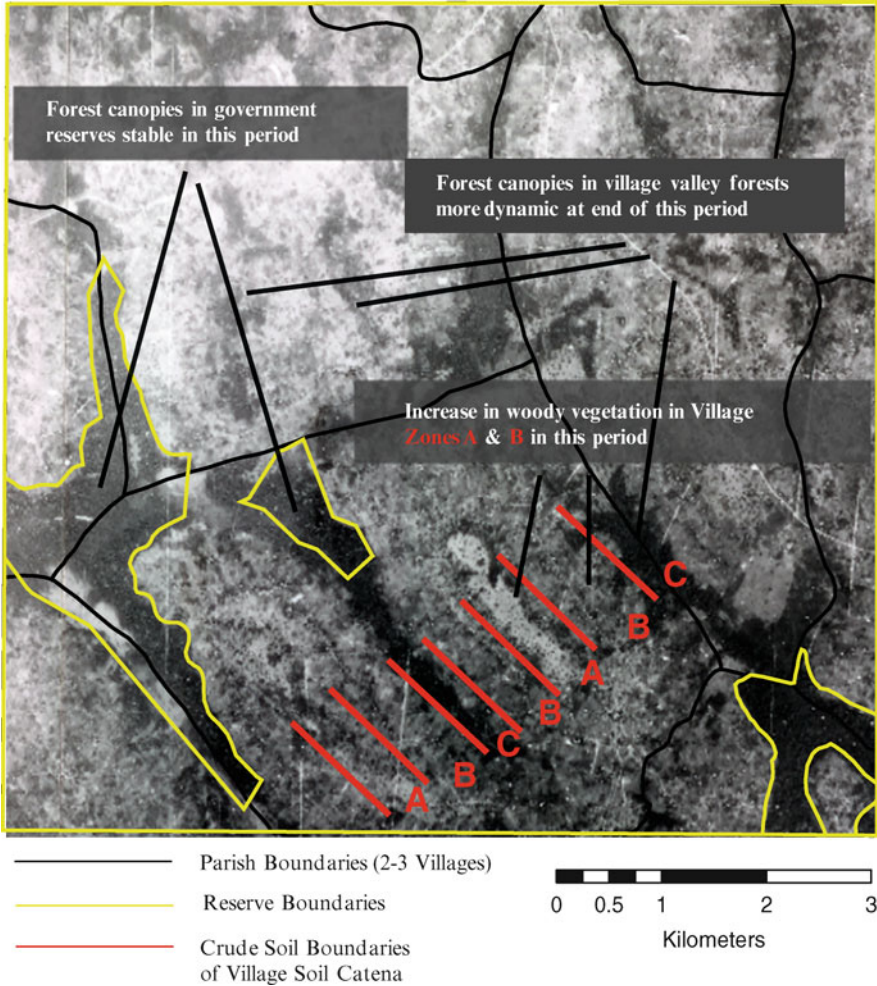 Forest canopies in government
reserves stable in this period
Forest canopies in village valley forests
more dynamic at end of this period
Increase in woody vegetation in Village
Zones A & B in this period
C
B
A
B
C
B
A
Parish Boundaries (2-3 Villages)
Reserve Boundaries
Crude Soil Boundaries
of Village Soil Catena
0 0.5 1 2 3
Kilometers